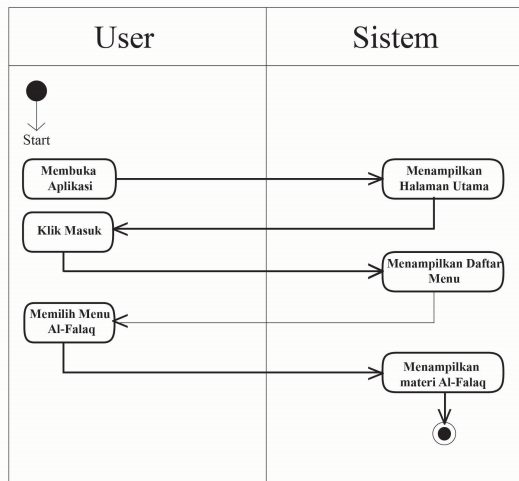 User
Sistem
Start
Membuka
Aplikasi
Menampilkan
Halaman Utama
Klik Masuk
Menampilkan Daftar
Menu
Memilih Menu
Al-Falaq
Menampilkan
materi Al-Falaq